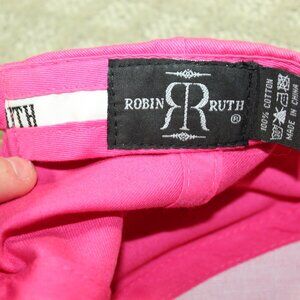 UTH
ROBIN RR RUTH
®
100% COTTON
MADE IN CHINA